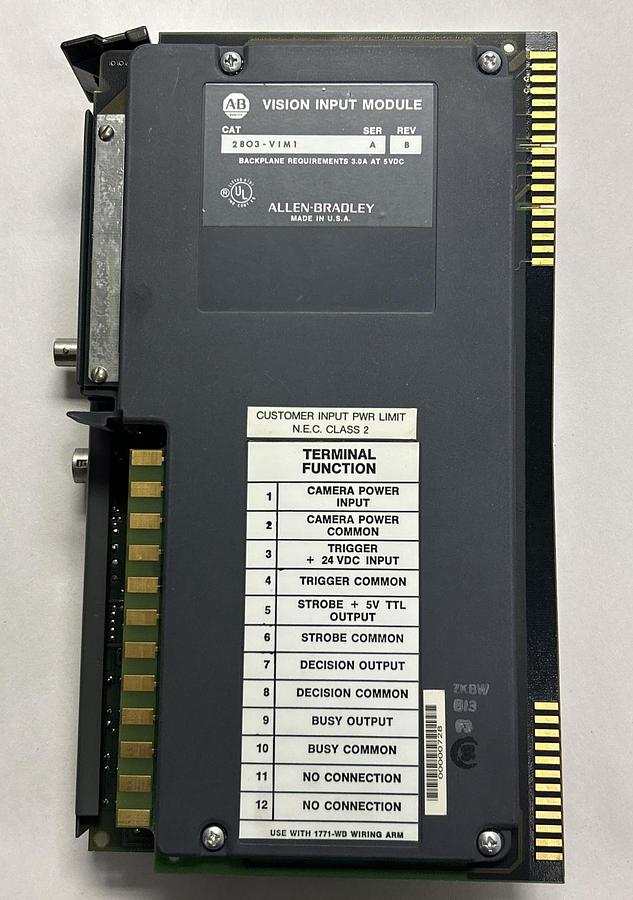 AB VISION INPUT MODULE
CAT SER REV
2803-VIM1 A B
BACKPLANE REQUIREMENTS 3.0A AT 5VDC
UL
ALLEN-BRADLEY
MADE IN U.S.A.
CUSTOMER INPUT PWR LIMIT
N.E.C. CLASS 2
TERMINAL
FUNCTION
1 CAMERA POWER
INPUT
2 CAMERA POWER
COMMON
3 TRIGGER
+ 24 VDC INPUT
4 TRIGGER COMMON
5 STROBE + 5V TTL
OUTPUT
6 STROBE COMMON
7 DECISION OUTPUT
8 DECISION COMMON
9 BUSY OUTPUT
10 BUSY COMMON
11 NO CONNECTION
12 NO CONNECTION
USE WITH 1771-WB WIRING ARM
00000728